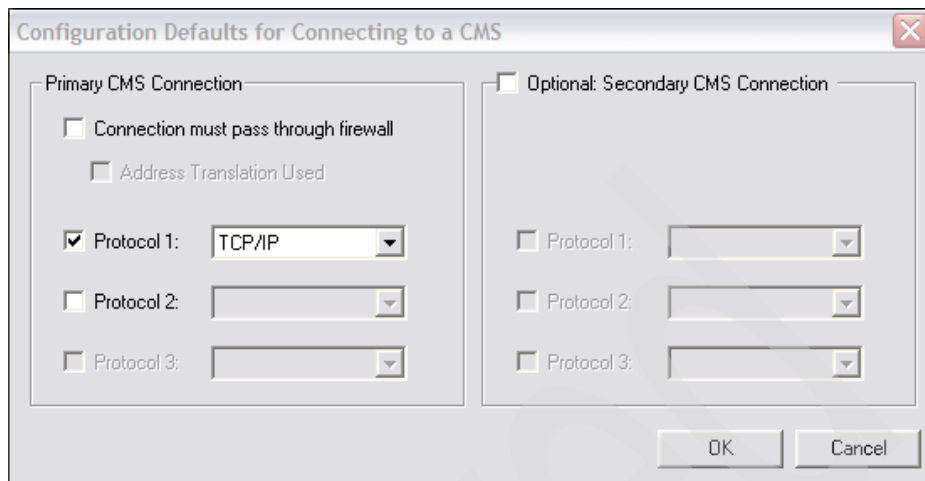 Configuration Defaults for Connecting to a CMS
Primary CMS Connection
Connection must pass through firewall
Address Translation Used
Protocol 1: TCP/IP
Protocol 2:
Protocol 3:
Optional: Secondary CMS Connection
Protocol 1:
Protocol 2:
Protocol 3:
OK Cancel